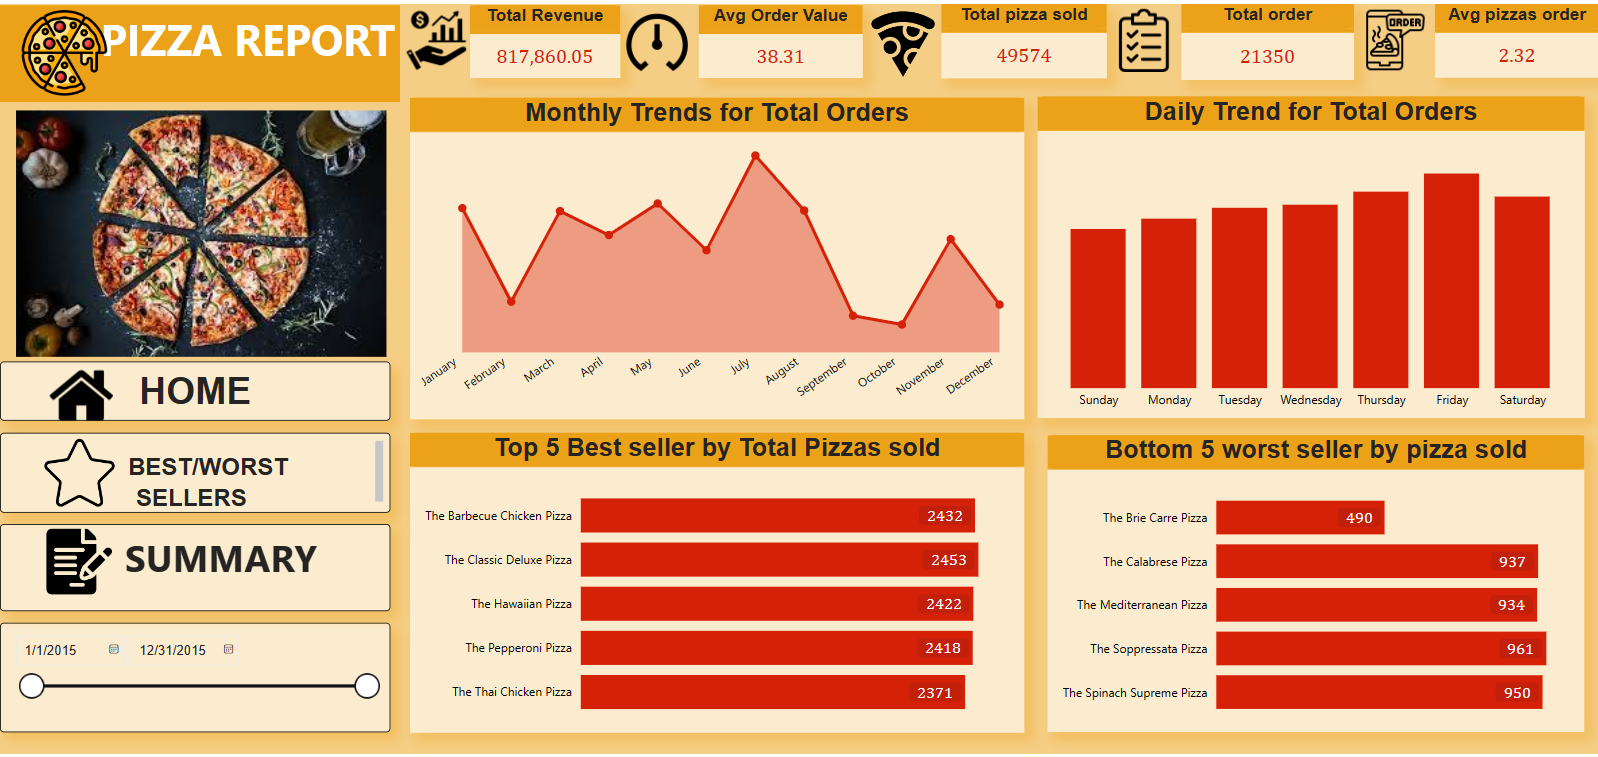 PIZZA REPORT
Total Revenue
817,860.05
Avg Order Value
38.31
Total pizza sold
49574
Total order
21350
ORDER
Avg pizzas order
2.32
Monthly Trends for Total Orders
January
February
March
April
May
June
July
August
September
October
November
December
Daily Trend for Total Orders
Sunday
Monday
Tuesday
Wednesday
Thursday
Friday
Saturday
HOME
BEST/WORST
SELLERS
SUMMARY
1/1/2015
12/31/2015
Top 5 Best seller by Total Pizzas sold
The Barbecue Chicken Pizza 2432
The Classic Deluxe Pizza 2453
The Hawaiian Pizza 2422
The Pepperoni Pizza 2418
The Thai Chicken Pizza 2371
Bottom 5 worst seller by pizza sold
The Brie Carre Pizza 490
The Calabrese Pizza 937
The Mediterranean Pizza 934
The Soppressata Pizza 961
The Spinach Supreme Pizza 950